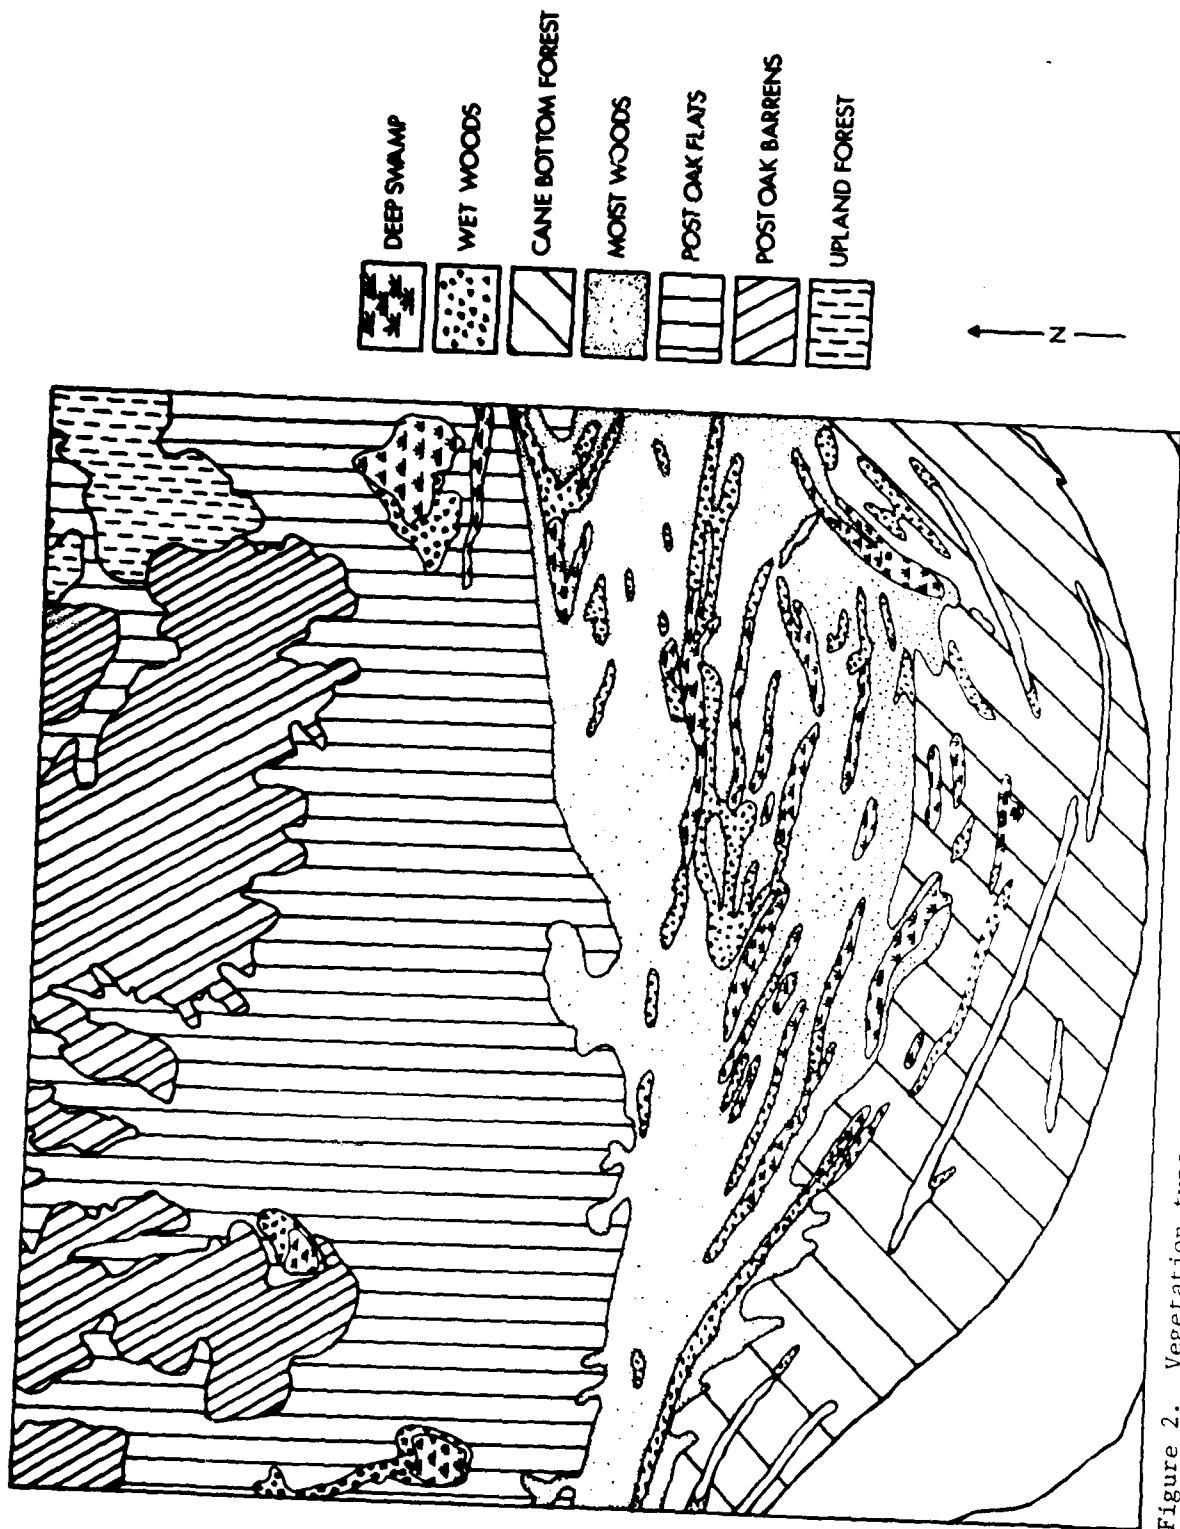 DEEP SWAMP
WET WOODS
CANE BOTTOM FOREST
MOIST WOODS
POST OAK FLATS
POST OAK BARRENS
UPLAND FOREST
N
Figure 2. Vegetation